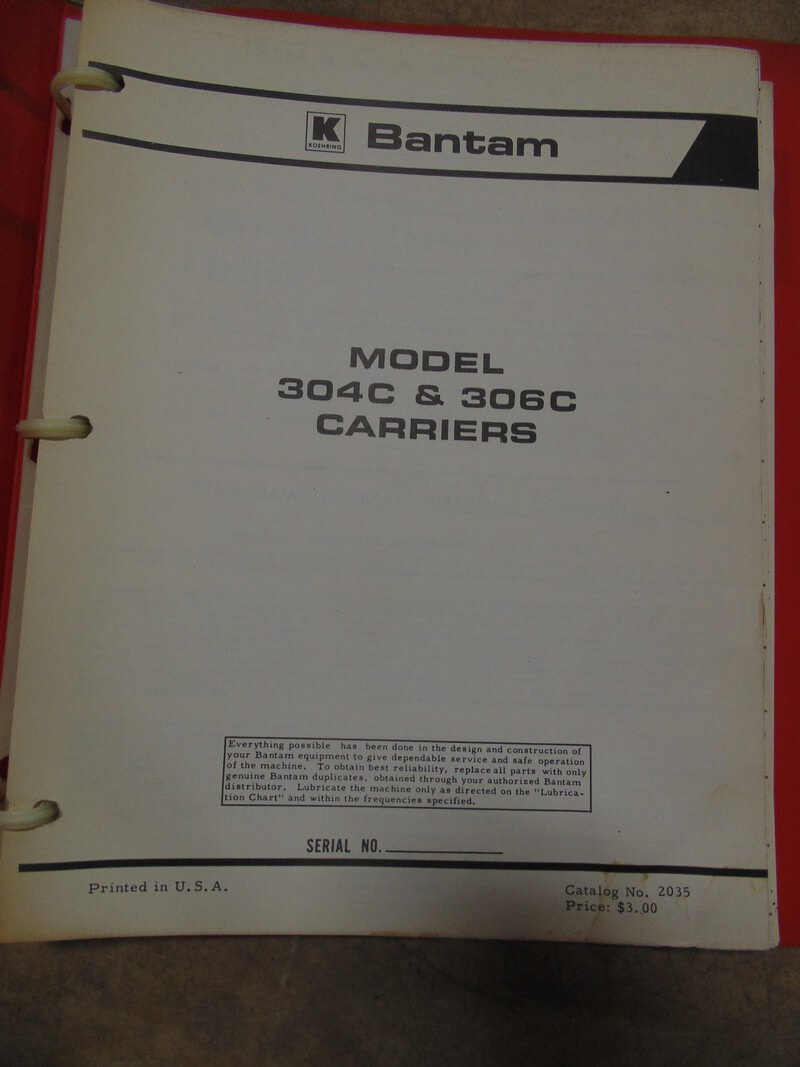 K
KOEHRING
Bantam
MODEL
304C & 306C
CARRIERS
Everything possible has been done in the design and construction of
your Bantam equipment to give dependable service and safe operation
of the machine. To obtain best reliability, replace all parts with only
genuine Bantam duplicates, obtained through your authorized Bantam
distributor. Lubricate the machine only as directed on the "Lubrica-
tion Chart" and within the frequencies specified.
SERIAL NO.
Printed in U.S.A.
Catalog No. 2035
Price: $3.00